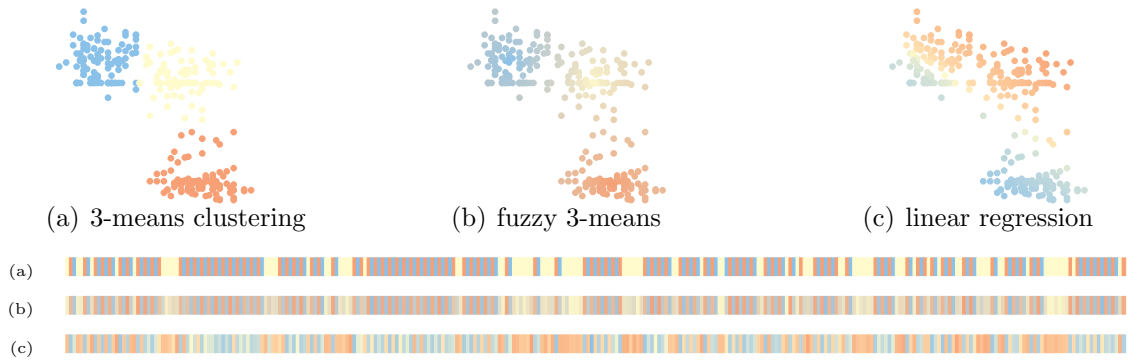 (a) 3-means clustering
(b) fuzzy 3-means
(c) linear regression
(a)
(b)
(c)